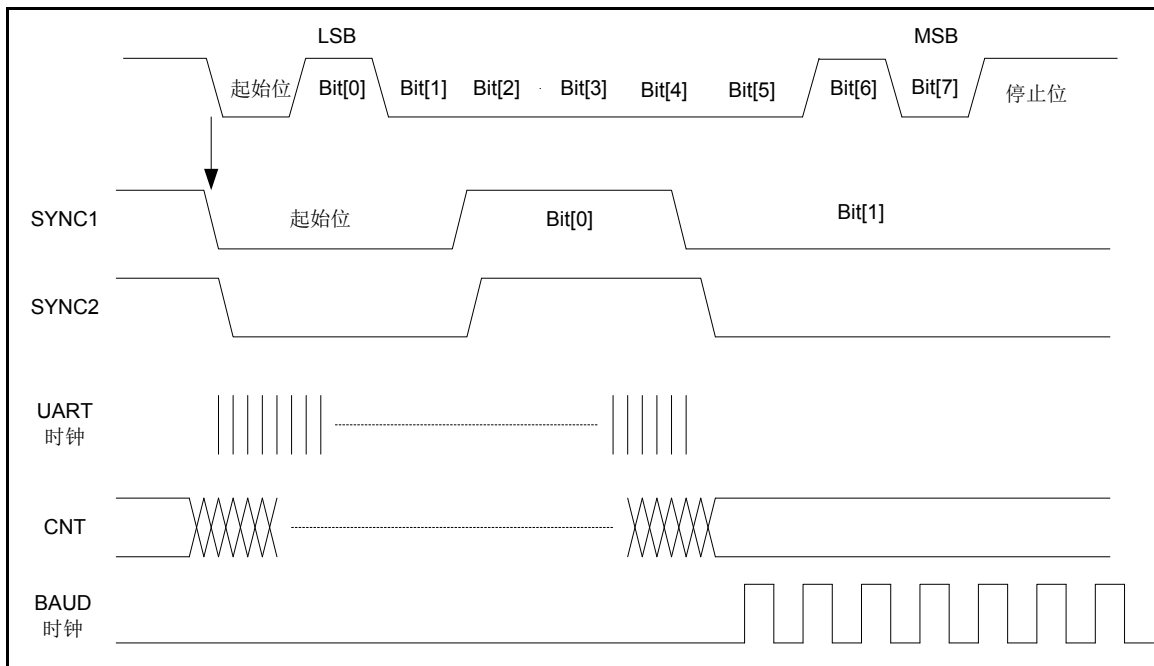 LSB MSB
起始位 Bit[0] Bit[1] Bit[2] Bit[3] Bit[4] Bit[5] Bit[6] Bit[7] 停止位
SYNC1 起始位 Bit[0] Bit[1]
SYNC2
UART
时钟
CNT
BAUD
时钟